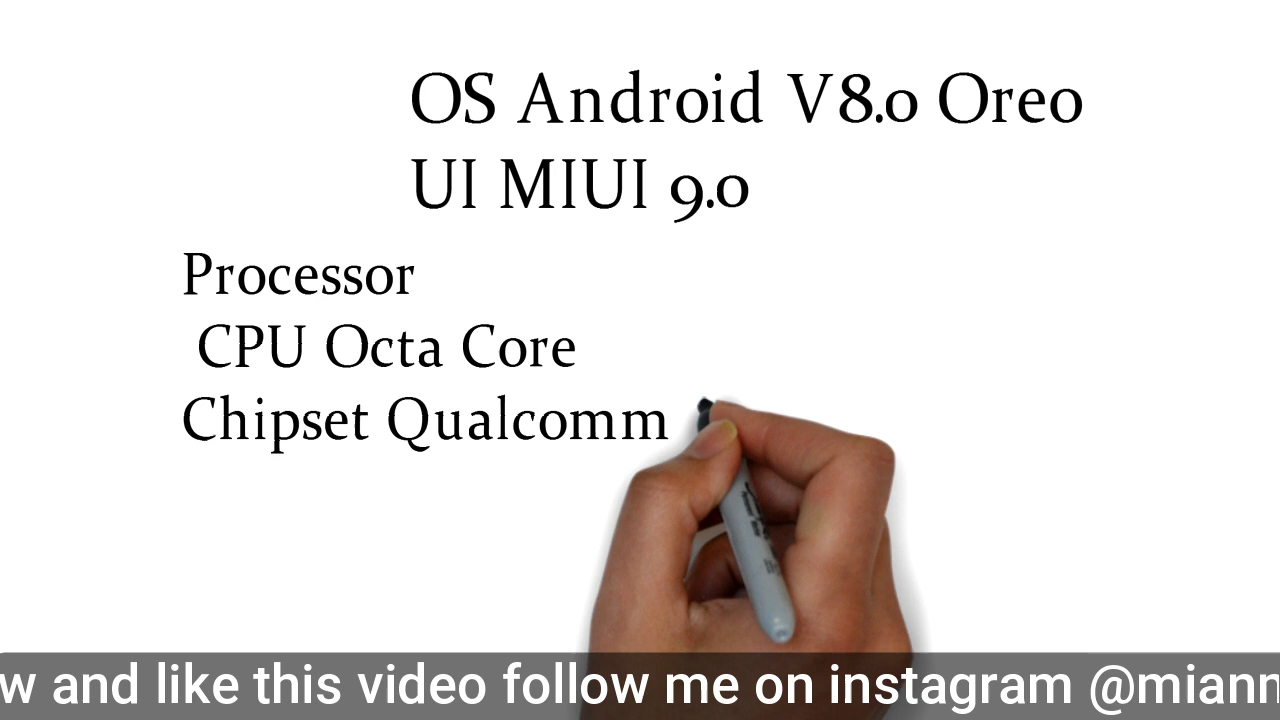 OS Android V8.0 Oreo
UI MIUI 9.0
Processor
CPU Octa Core
Chipset Qualcomm
and like this video follow me on instagram